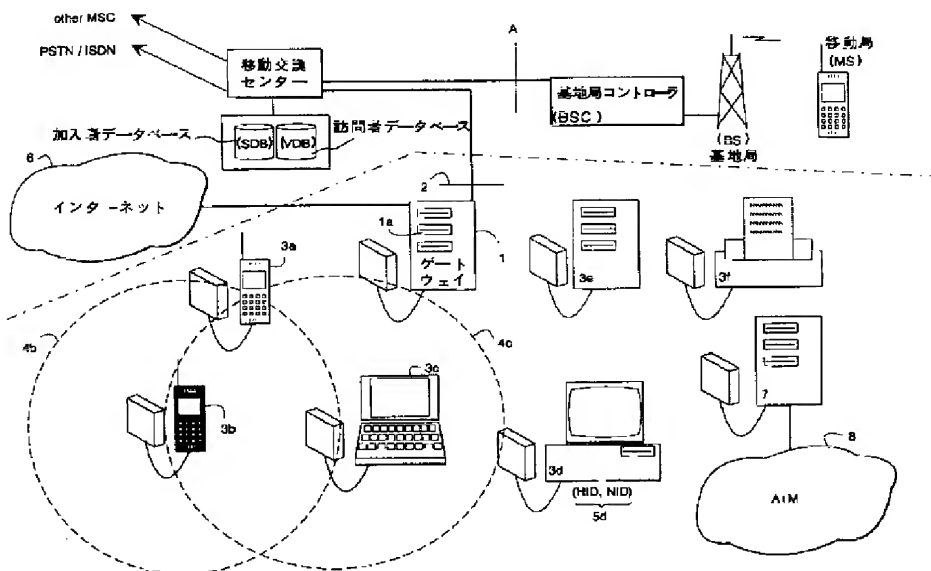 other MSC
PSTN / ISDN
移動交換
センター
A
移動局
(MS)
基地局コントローラ
(BSC)
(BS)
基地局
加入者データベース
(SDB)
(VDB)
訪問者データベース
6
インターネット
2
1a
1
ゲート
ウェイ
3a
3e
3f
4b
4c
3b
3c
7
3d
(HID, NID)
5d
8
ATM